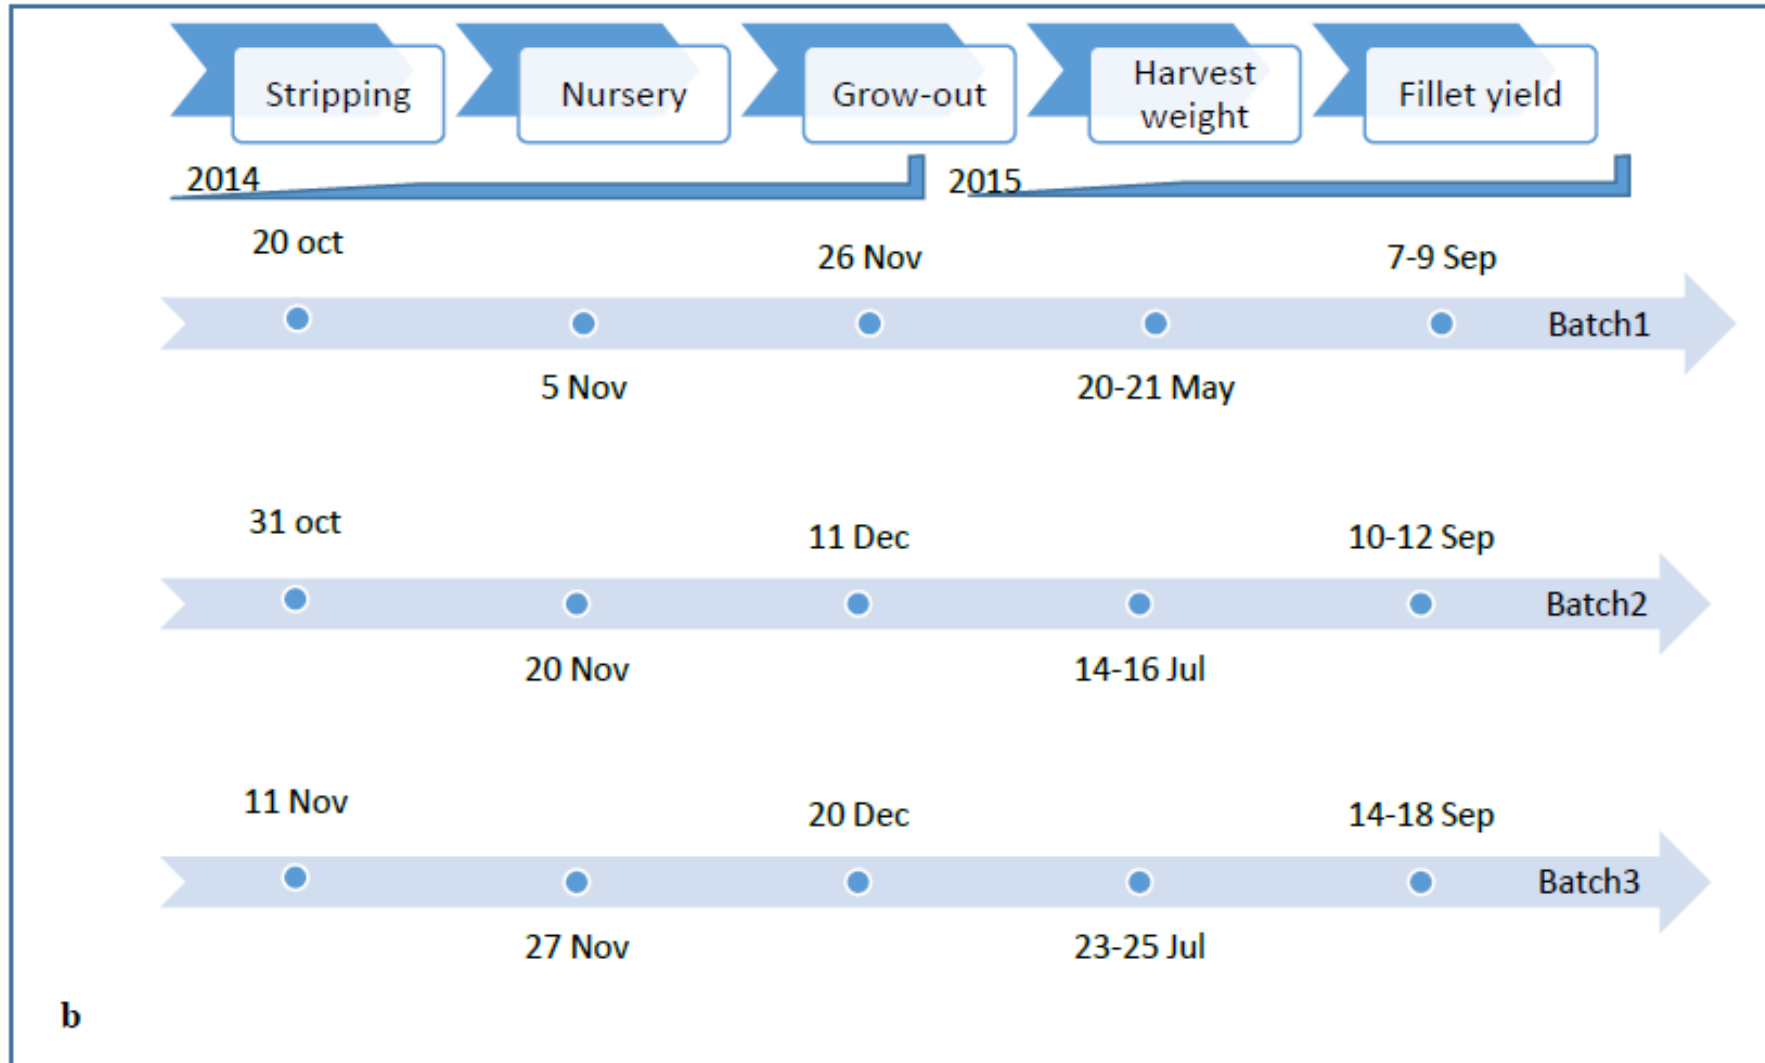 Stripping
Nursery
Grow-out
Harvest
weight
Fillet yield
2014
2015
20 oct
26 Nov
7-9 Sep
Batch1
5 Nov
20-21 May
31 oct
11 Dec
10-12 Sep
Batch2
20 Nov
14-16 Jul
11 Nov
20 Dec
14-18 Sep
Batch3
27 Nov
23-25 Jul
b